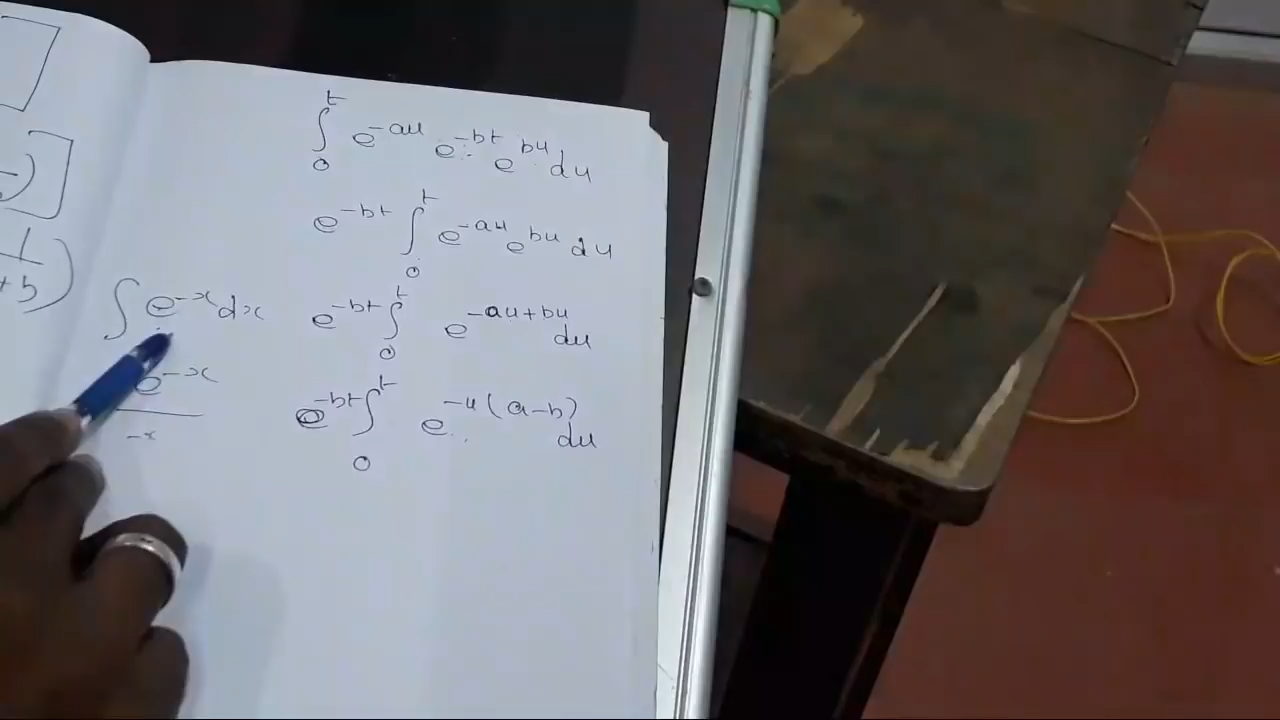 ∫₀ᵗ e^{-au} e^{-bt} e^{bu} du
e^{-bt} ∫₀ᵗ e^{-au} e^{bu} du
∫ e^{-x} dx
e^{-x}
-x
e^{-bt} ∫₀ᵗ e^{-au+bu} du
e^{-bt} ∫₀ᵗ e^{-u(a-b)} du
+b)